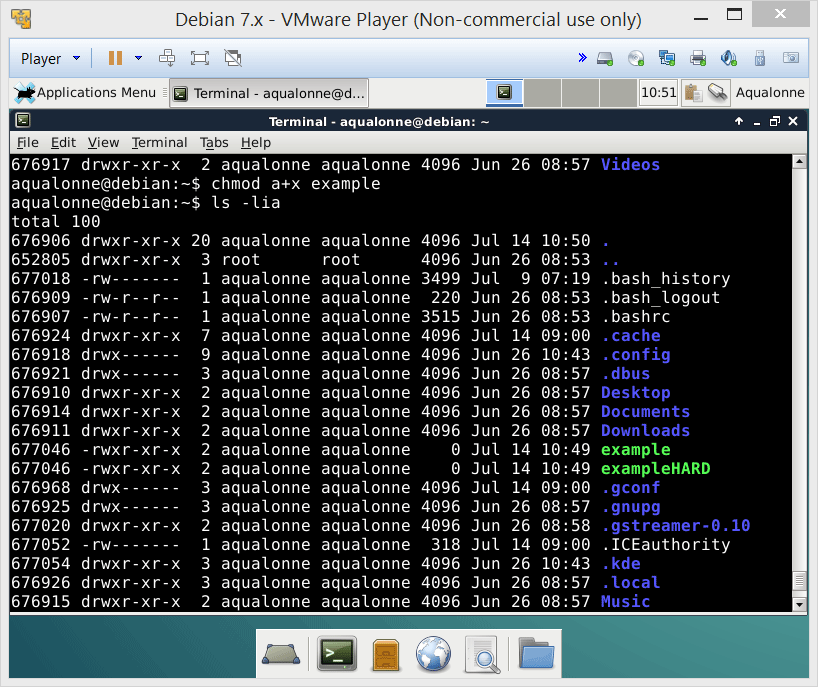 Debian 7.x - VMware Player (Non-commercial use only)
Player
Applications Menu Terminal - aqualonne@d... 10:51 Aqualonne
Terminal - aqualonne@debian: ~
File Edit View Terminal Tabs Help
676917 drwxr-xr-x  2 aqualonne aqualonne 4096 Jun 26 08:57 Videos
aqualonne@debian:~$ chmod a+x example
aqualonne@debian:~$ ls -lia
total 100
676906 drwxr-xr-x 20 aqualonne aqualonne 4096 Jul 14 10:50 .
652805 drwxr-xr-x  3 root      root      4096 Jun 26 08:53 ..
677018 -rw-------  1 aqualonne aqualonne 3499 Jul  9 07:19 .bash_history
676909 -rw-r--r--  1 aqualonne aqualonne  220 Jun 26 08:53 .bash_logout
676907 -rw-r--r--  1 aqualonne aqualonne 3515 Jun 26 08:53 .bashrc
676924 drwxr-xr-x  7 aqualonne aqualonne 4096 Jul 14 09:00 .cache
676918 drwx------  9 aqualonne aqualonne 4096 Jun 26 10:43 .config
676921 drwx------  3 aqualonne aqualonne 4096 Jun 26 08:57 .dbus
676910 drwxr-xr-x  2 aqualonne aqualonne 4096 Jun 26 08:57 Desktop
676914 drwxr-xr-x  2 aqualonne aqualonne 4096 Jun 26 08:57 Documents
676911 drwxr-xr-x  2 aqualonne aqualonne 4096 Jun 26 08:57 Downloads
677046 -rwxr-xr-x  2 aqualonne aqualonne    0 Jul 14 10:49 example
677046 -rwxr-xr-x  2 aqualonne aqualonne    0 Jul 14 10:49 exampleHARD
676968 drwx------  3 aqualonne aqualonne 4096 Jul 14 09:00 .gconf
676925 drwx------  3 aqualonne aqualonne 4096 Jun 26 08:57 .gnupg
677020 drwxr-xr-x  2 aqualonne aqualonne 4096 Jun 26 08:58 .gstreamer-0.10
677052 -rw-------  1 aqualonne aqualonne  318 Jul 14 09:00 .ICEauthority
677054 drwxr-xr-x  3 aqualonne aqualonne 4096 Jun 26 10:43 .kde
676926 drwxr-xr-x  3 aqualonne aqualonne 4096 Jun 26 08:57 .local
676915 drwxr-xr-x  2 aqualonne aqualonne 4096 Jun 26 08:57 Music